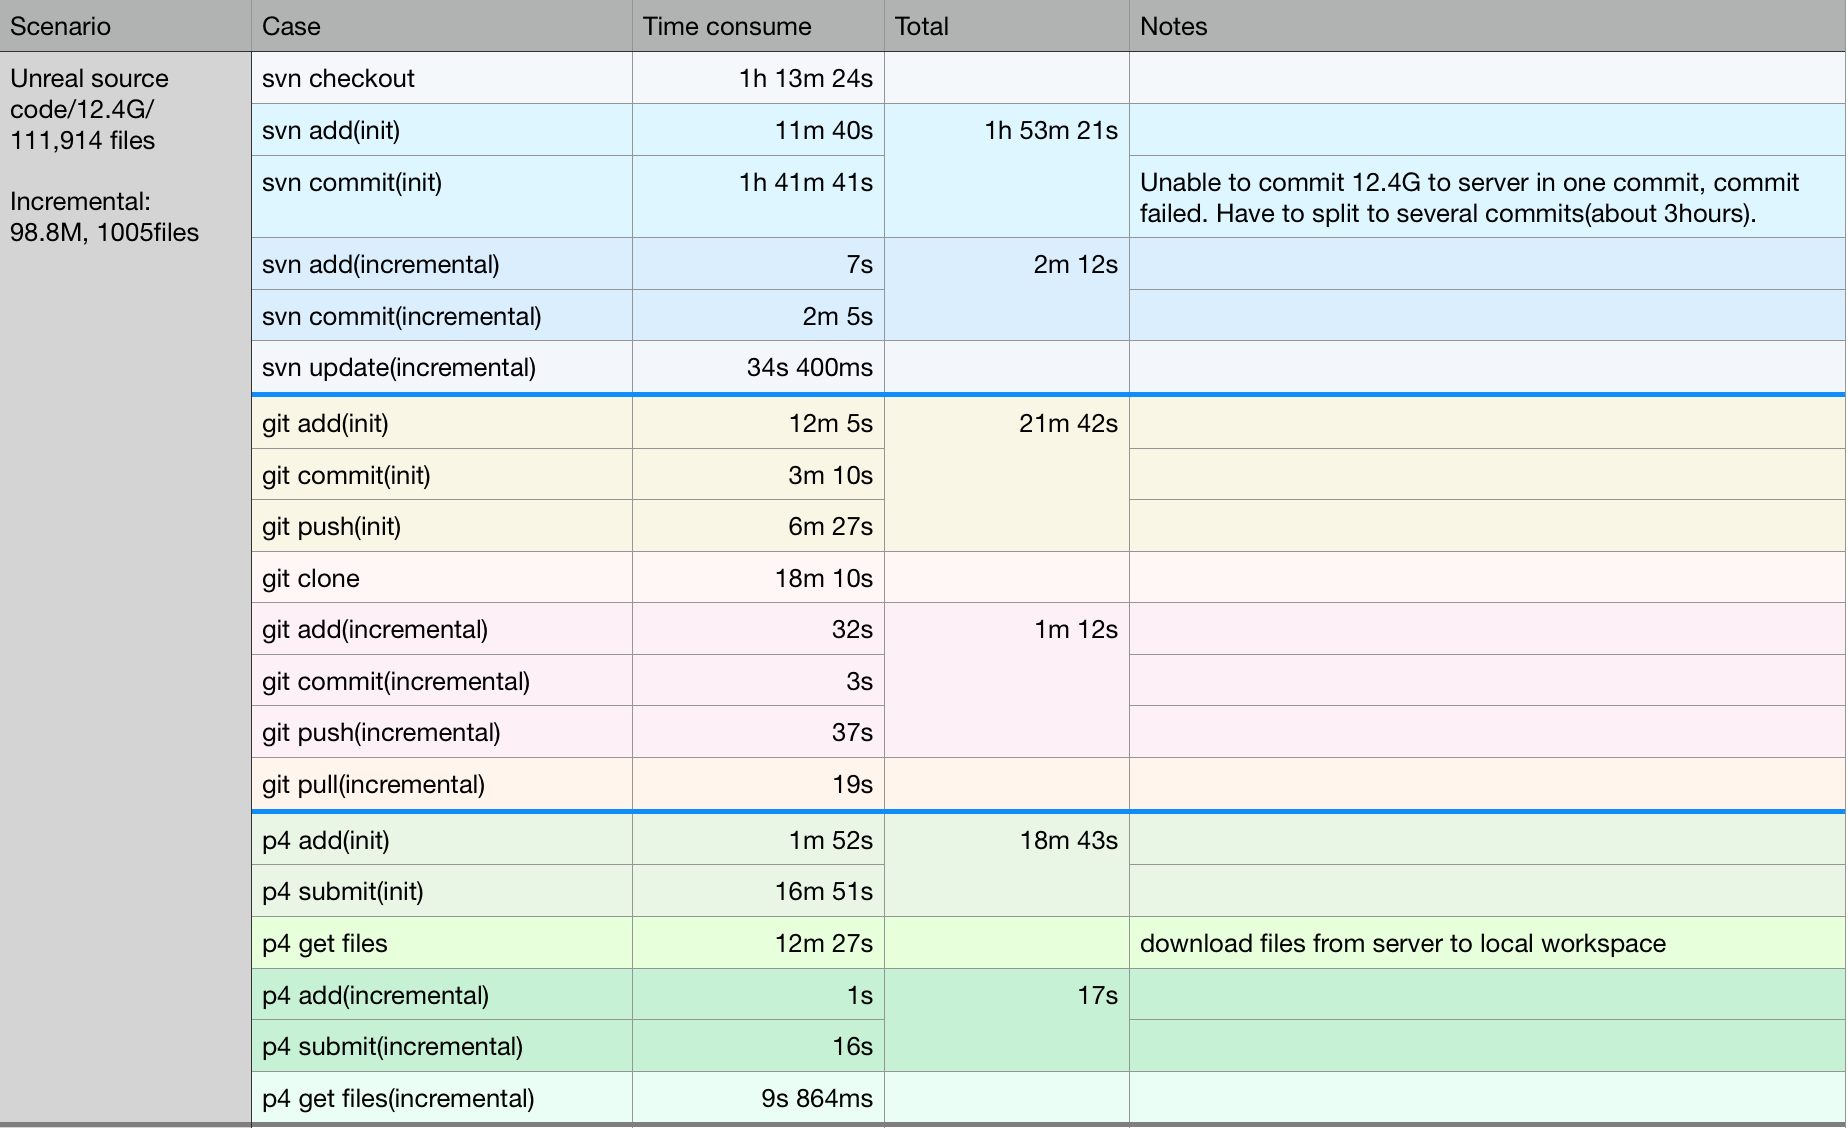 Scenario Case Time consume Total Notes
Unreal source
code/12.4G/
111,914 files
Incremental:
98.8M, 1005files
svn checkout 1h 13m 24s
svn add(init) 11m 40s 1h 53m 21s
svn commit(init) 1h 41m 41s Unable to commit 12.4G to server in one commit, commit
failed. Have to split to several commits(about 3hours).
svn add(incremental) 7s 2m 12s
svn commit(incremental) 2m 5s
svn update(incremental) 34s 400ms
git add(init) 12m 5s 21m 42s
git commit(init) 3m 10s
git push(init) 6m 27s
git clone 18m 10s
git add(incremental) 32s 1m 12s
git commit(incremental) 3s
git push(incremental) 37s
git pull(incremental) 19s
p4 add(init) 1m 52s 18m 43s
p4 submit(init) 16m 51s
p4 get files 12m 27s download files from server to local workspace
p4 add(incremental) 1s 17s
p4 submit(incremental) 16s
p4 get files(incremental) 9s 864ms